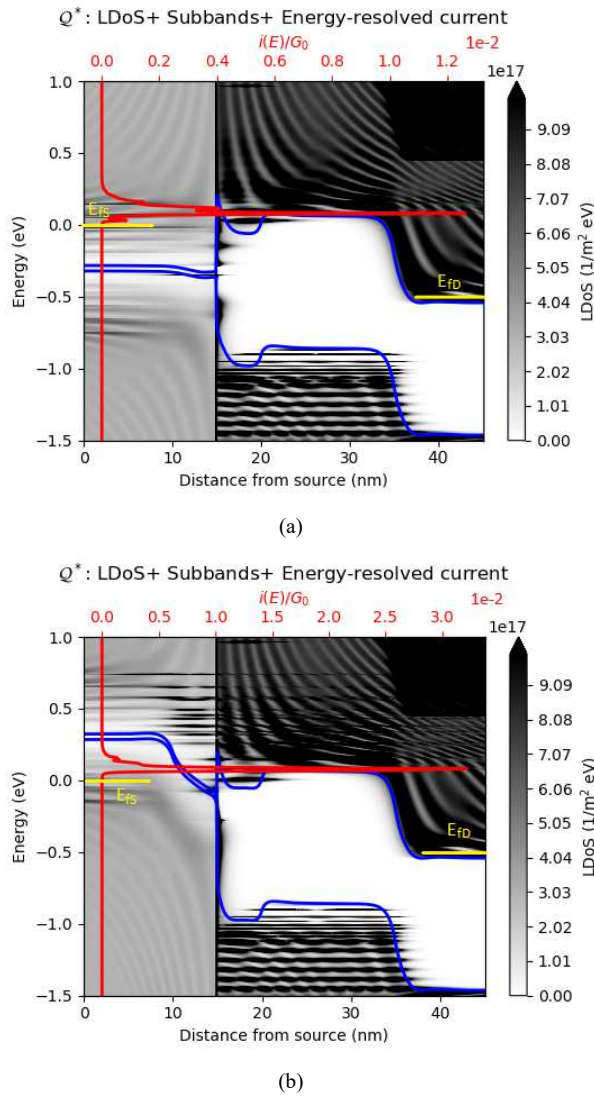 Q*: LDoS+ Subbands+ Energy-resolved current
i(E)/G0
0.0 0.2 0.4 0.6 0.8 1.0 1.2 1e-2
1e17
1.0
0.5
0.0
−0.5
−1.0
−1.5
Energy (eV)
EfS
EfD
0 10 20 30 40
Distance from source (nm)
9.09
8.08
7.07
6.06
5.05
4.04
3.03
2.02
1.01
0.00
LDoS (1/m² eV)
(a)
Q*: LDoS+ Subbands+ Energy-resolved current
i(E)/G0
0.0 0.5 1.0 1.5 2.0 2.5 3.0 1e-2
1e17
1.0
0.5
0.0
−0.5
−1.0
−1.5
Energy (eV)
EfS
EfD
0 10 20 30 40
Distance from source (nm)
9.09
8.08
7.07
6.06
5.05
4.04
3.03
2.02
1.01
0.00
LDoS (1/m² eV)
(b)